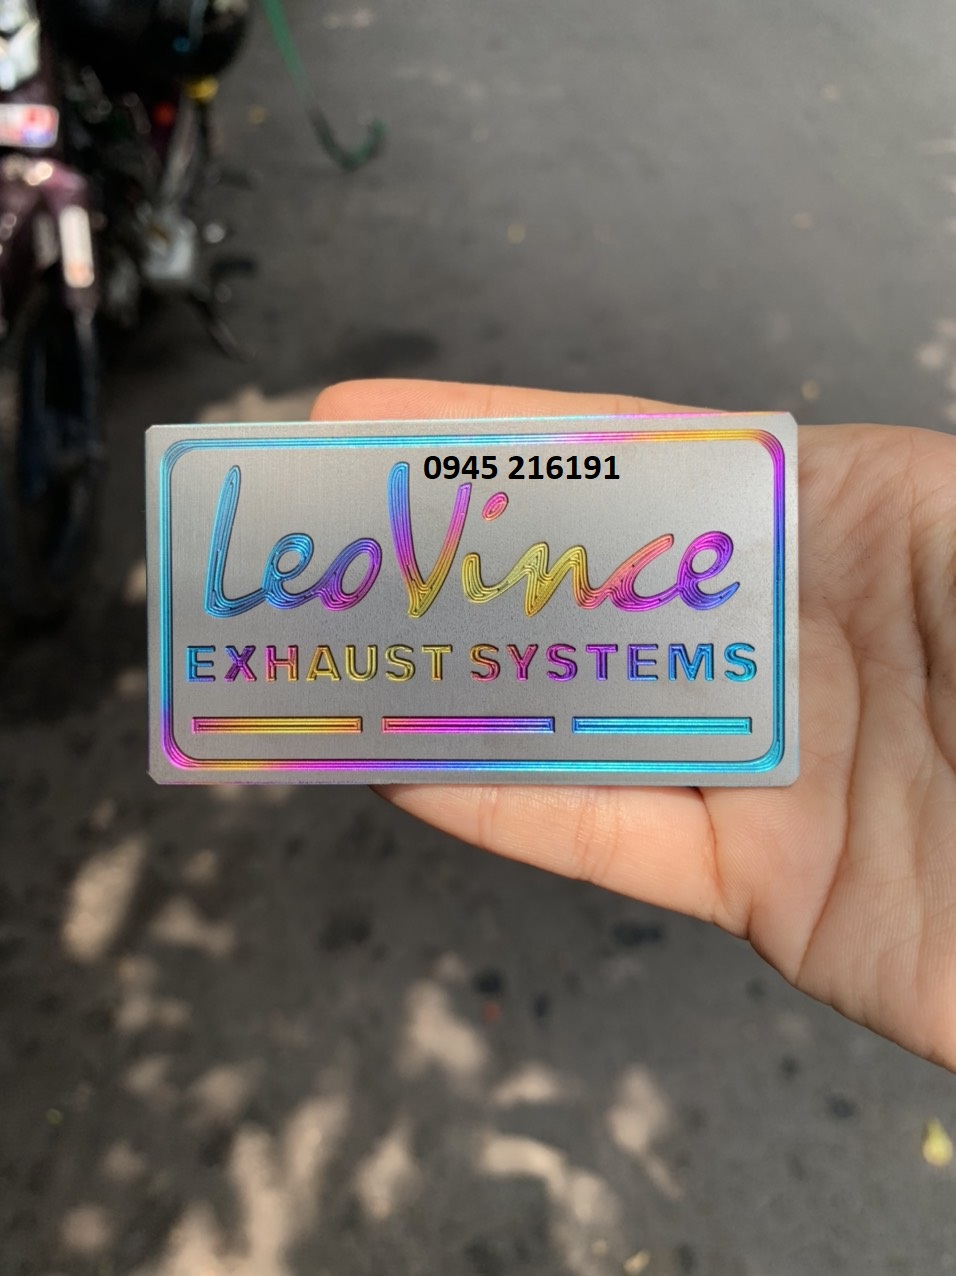 0945 216191
LeoVince
EXHAUST SYSTEMS